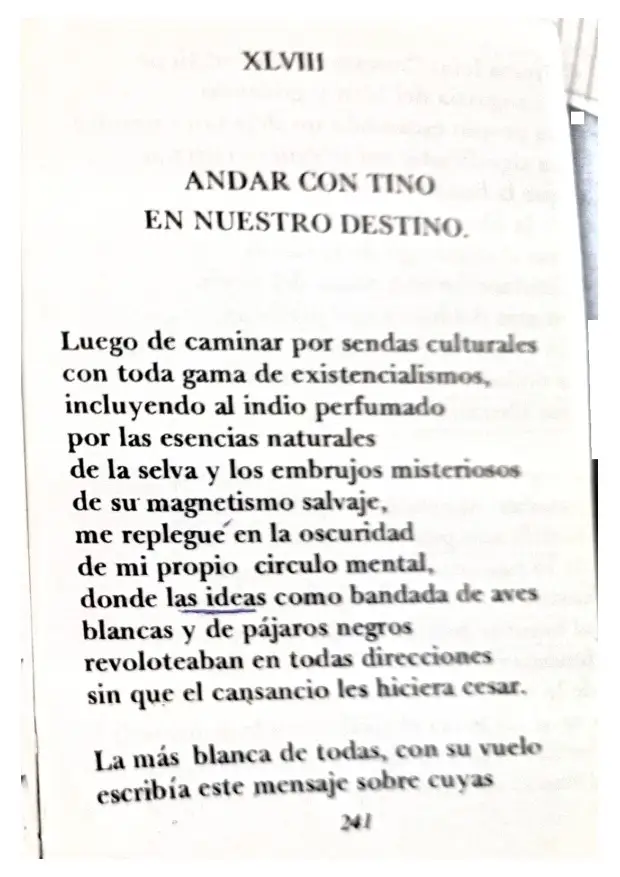 XLVIII
ANDAR CON TINO
EN NUESTRO DESTINO.
Luego de caminar por sendas culturales
con toda gama de existencialismos,
incluyendo al indio perfumado
por las esencias naturales
de la selva y los embrujos misteriosos
de su magnetismo salvaje,
me replegué en la oscuridad
de mi propio circulo mental,
donde las ideas como bandada de aves
blancas y de pájaros negros
revoloteaban en todas direcciones
sin que el cansancio les hiciera cesar.
La más blanca de todas, con su vuelo
escribía este mensaje sobre cuyas
241